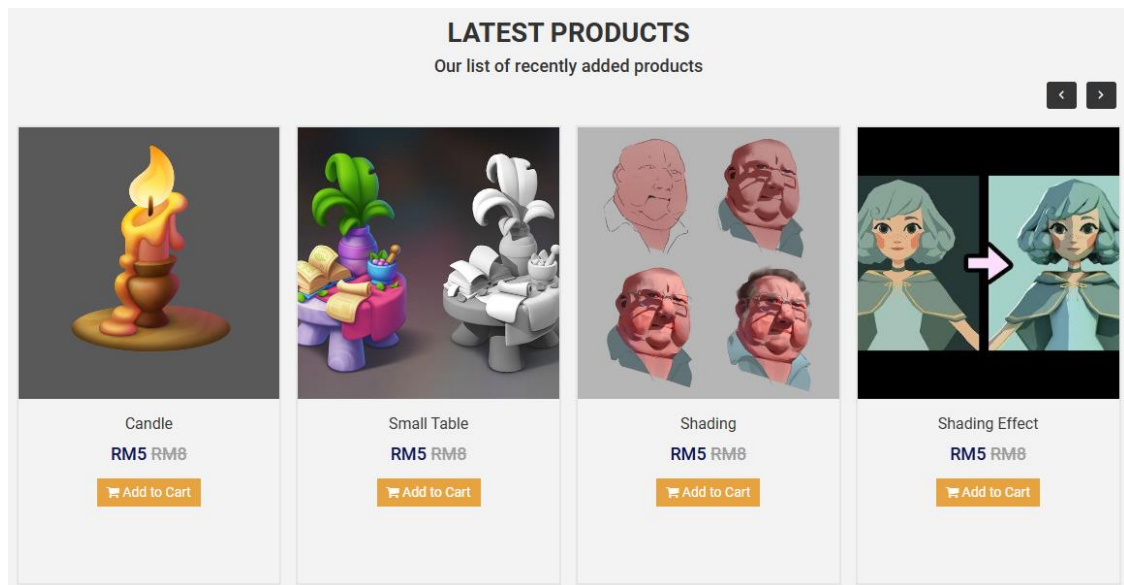 LATEST PRODUCTS
Our list of recently added products
Candle
RM5 RM8
Add to Cart
Small Table
RM5 RM8
Add to Cart
Shading
RM5 RM8
Add to Cart
Shading Effect
RM5 RM8
Add to Cart